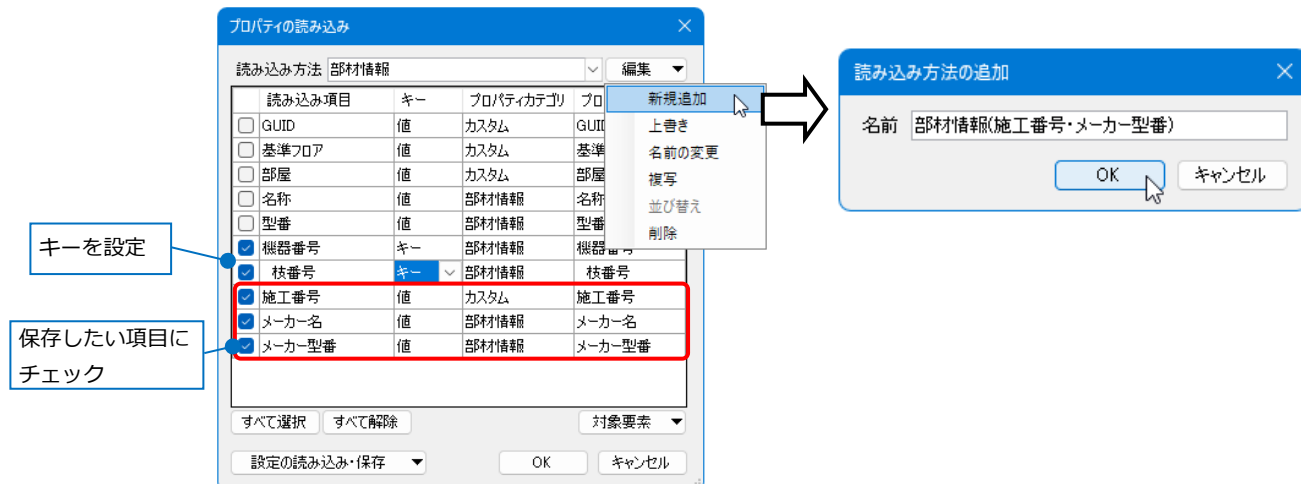 プロパティの読み込み
読み込み方法 部材情報 編集
読み込み項目 キー プロパティカテゴリ プロ
GUID 値 カスタム GUI
基準フロア 値 カスタム 基準
部屋 値 カスタム 部屋
名称 値 部材情報 名称
型番 値 部材情報 型番
機器番号 キー 部材情報 機器番号
枝番号 キー 部材情報 枝番号
施工番号 値 カスタム 施工番号
メーカー名 値 部材情報 メーカー名
メーカー型番 値 部材情報 メーカー型番
すべて選択 すべて解除 対象要素
設定の読み込み・保存 OK キャンセル
新規追加
上書き
名前の変更
複写
並び替え
削除
キーを設定
保存したい項目に
チェック
読み込み方法の追加
名前 部材情報(施工番号・メーカー型番)
OK キャンセル